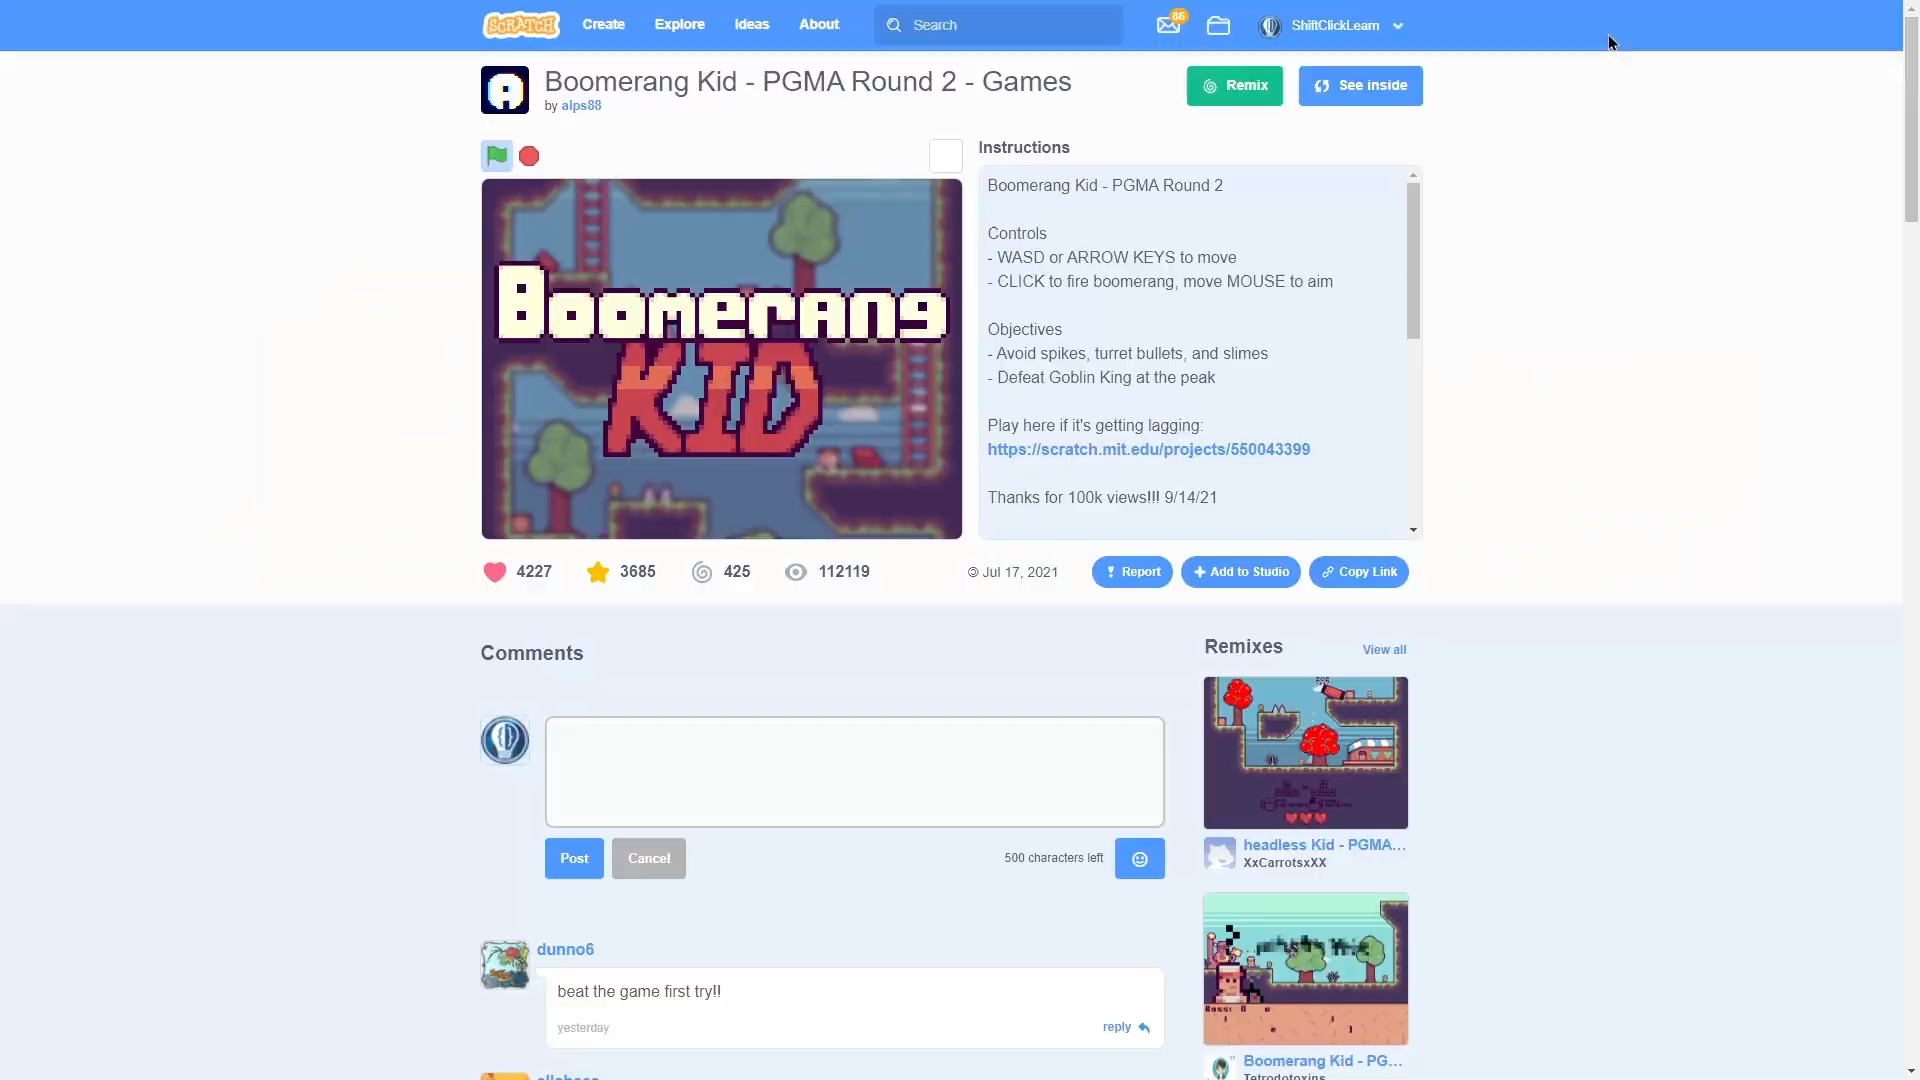 SCRATCH Create Explore Ideas About Search 86 ShiftClickLearn
Boomerang Kid - PGMA Round 2 - Games
by alps88
Remix See inside
Instructions
Boomerang Kid - PGMA Round 2
Controls
- WASD or ARROW KEYS to move
- CLICK to fire boomerang, move MOUSE to aim
Objectives
- Avoid spikes, turret bullets, and slimes
- Defeat Goblin King at the peak
Play here if it's getting lagging:
https://scratch.mit.edu/projects/550043399
Thanks for 100k views!!! 9/14/21
Boomerang
KID
4227 3685 425 112119
© Jul 17, 2021 Report Add to Studio Copy Link
Comments
Post Cancel 500 characters left
dunno6
beat the game first try!!
yesterday reply
Remixes View all
headless Kid - PGMA...
XxCarrotsxXX
Boomerang Kid - PG...
Tetrodotoxins